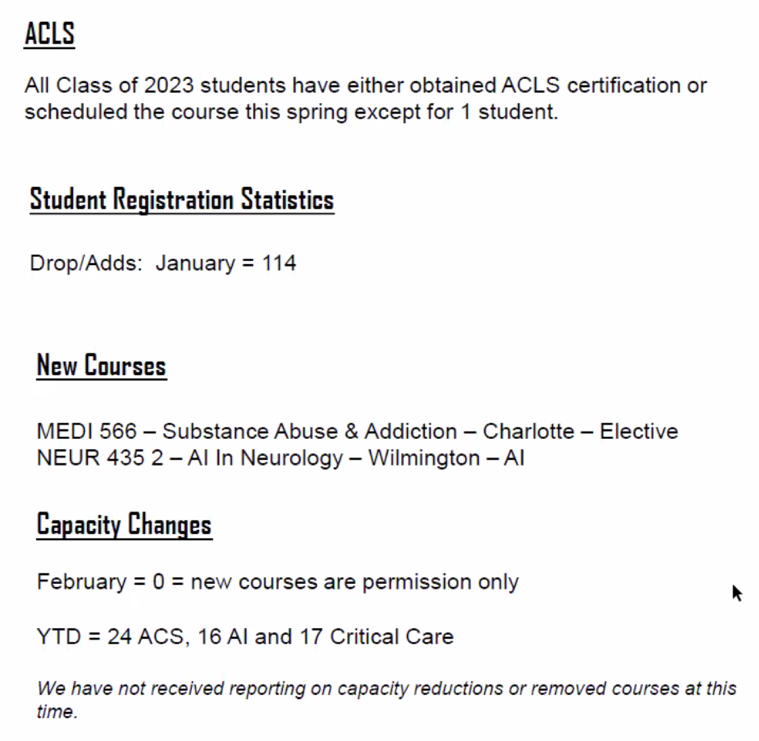 ACLS
All Class of 2023 students have either obtained ACLS certification or
scheduled the course this spring except for 1 student.
Student Registration Statistics
Drop/Adds:  January = 114
New Courses
MEDI 566 – Substance Abuse & Addiction – Charlotte – Elective
NEUR 435 2 – AI In Neurology – Wilmington – AI
Capacity Changes
February = 0 = new courses are permission only
YTD = 24 ACS, 16 AI and 17 Critical Care
We have not received reporting on capacity reductions or removed courses at this
time.